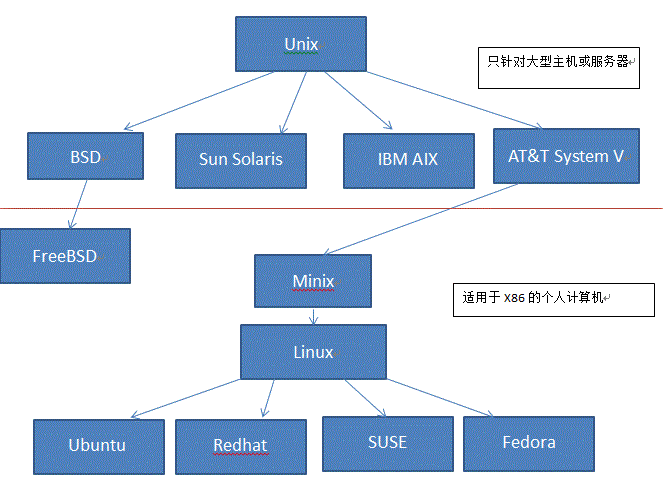 Unix
只针对大型主机或服务器
BSD
Sun Solaris
IBM AIX
AT&T System V
FreeBSD
Minix
适用于 X86 的个人计算机
Linux
Ubuntu
Redhat
SUSE
Fedora